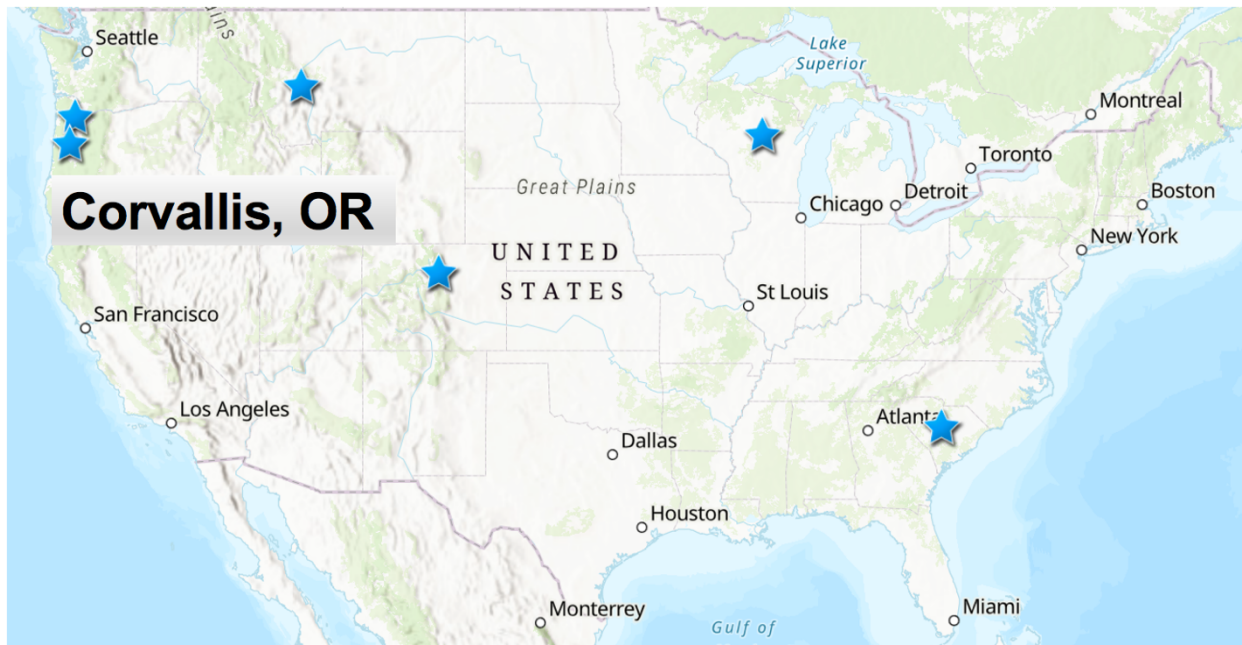 Seattle
ains
Lake
Superior
Montreal
Toronto
Great Plains
Chicago
Detroit
Boston
Corvallis, OR
New York
UNITED
STATES
St Louis
San Francisco
Los Angeles
Atlanta
Dallas
Houston
Monterrey
Miami
Gulf of